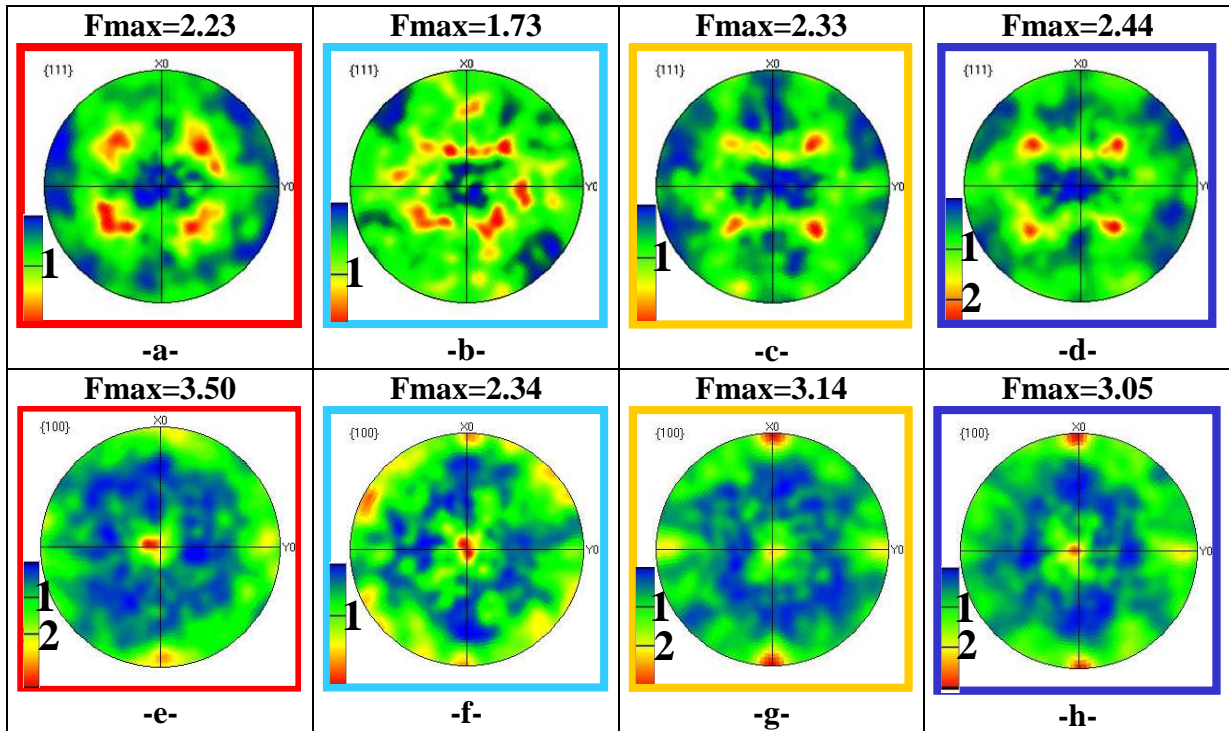 Fmax=2.23
Fmax=1.73
Fmax=2.33
Fmax=2.44
{111}
X0
Y0
1
{111}
X0
Y0
1
{111}
X0
Y0
1
{111}
X0
Y0
1
2
-a-
-b-
-c-
-d-
Fmax=3.50
Fmax=2.34
Fmax=3.14
Fmax=3.05
{100}
X0
Y0
1
2
{100}
X0
Y0
1
{100}
X0
Y0
1
2
{100}
X0
Y0
1
2
-e-
-f-
-g-
-h-